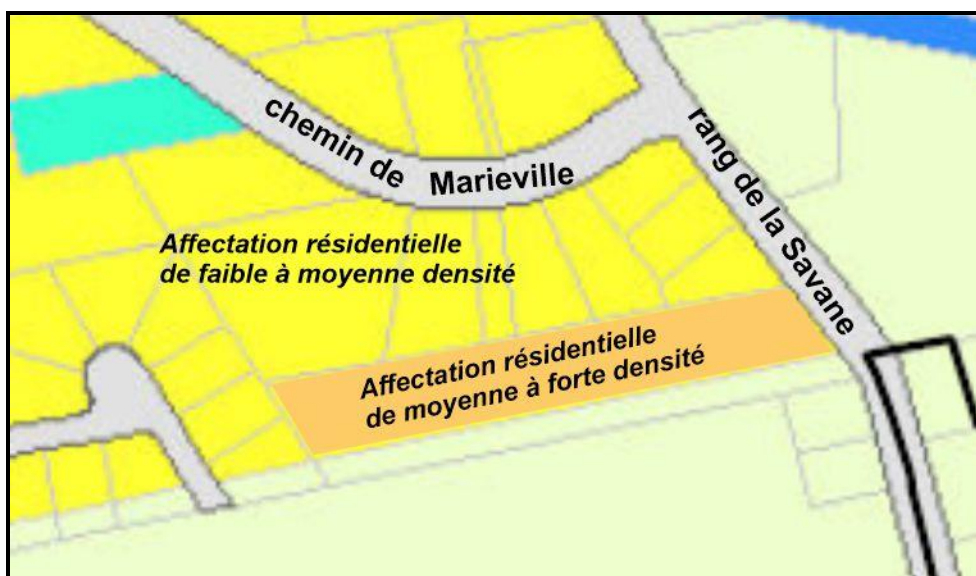 chemin de Marieville
rang de la Savane
Affectation résidentielle
de faible à moyenne densité
Affectation résidentielle
de moyenne à forte densité